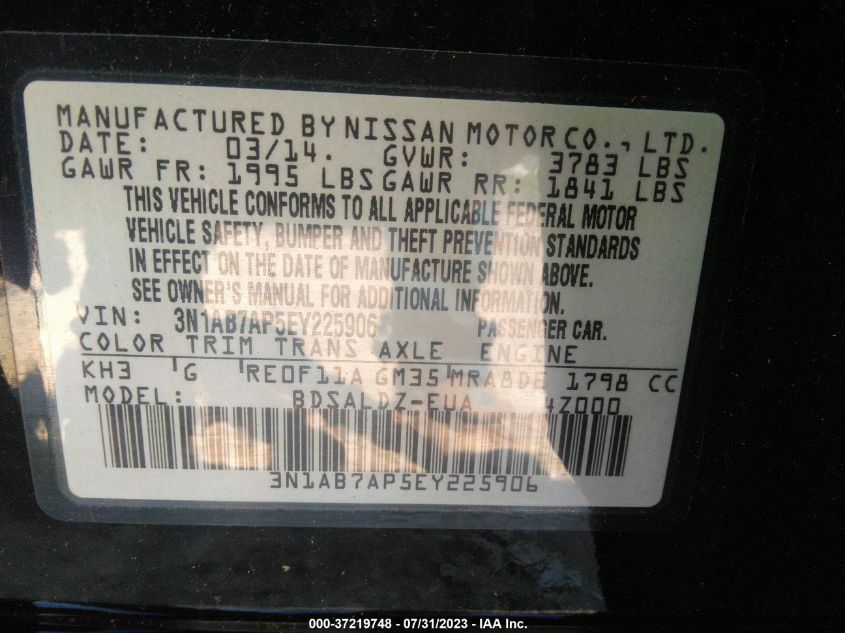 MANUFACTURED BY NISSAN MOTOR CO., LTD.
DATE: 03/14. GVWR: 3783 LBS
GAWR FR: 1995 LBS GAWR RR: 1841 LBS
THIS VEHICLE CONFORMS TO ALL APPLICABLE FEDERAL MOTOR
VEHICLE SAFETY, BUMPER AND THEFT PREVENTION STANDARDS
IN EFFECT ON THE DATE OF MANUFACTURE SHOWN ABOVE.
SEE OWNER'S MANUAL FOR ADDITIONAL INFORMATION.
VIN: 3N1AB7AP5EY225906 PASSENGER CAR.
COLOR TRIM TRANS AXLE ENGINE
KH3 G RE0F11A GM35 MRA8DE 1798 CC
MODEL: BDSALDZ-EUA 4Z000
3N1AB7AP5EY225906
000-37219748 - 07/31/2023 - IAA Inc.